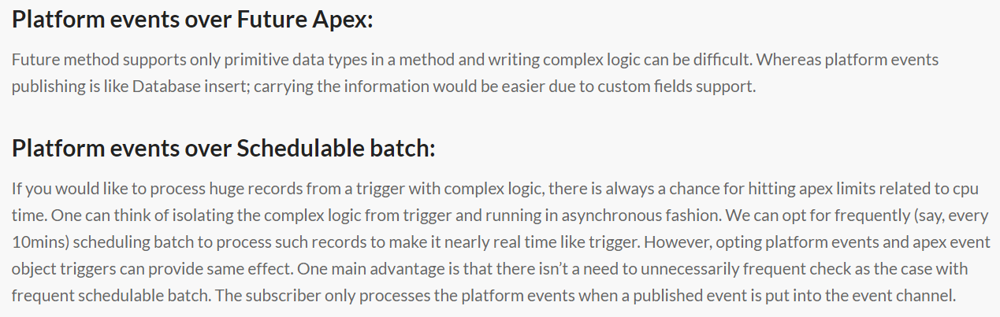 Platform events over Future Apex:
Future method supports only primitive data types in a method and writing complex logic can be difficult. Whereas platform events
publishing is like Database insert; carrying the information would be easier due to custom fields support.
Platform events over Schedulable batch:
If you would like to process huge records from a trigger with complex logic, there is always a chance for hitting apex limits related to cpu
time. One can think of isolating the complex logic from trigger and running in asynchronous fashion. We can opt for frequently (say, every
10mins) scheduling batch to process such records to make it nearly real time like trigger. However, opting platform events and apex event
object triggers can provide same effect. One main advantage is that there isn’t a need to unnecessarily frequent check as the case with
frequent schedulable batch. The subscriber only processes the platform events when a published event is put into the event channel.